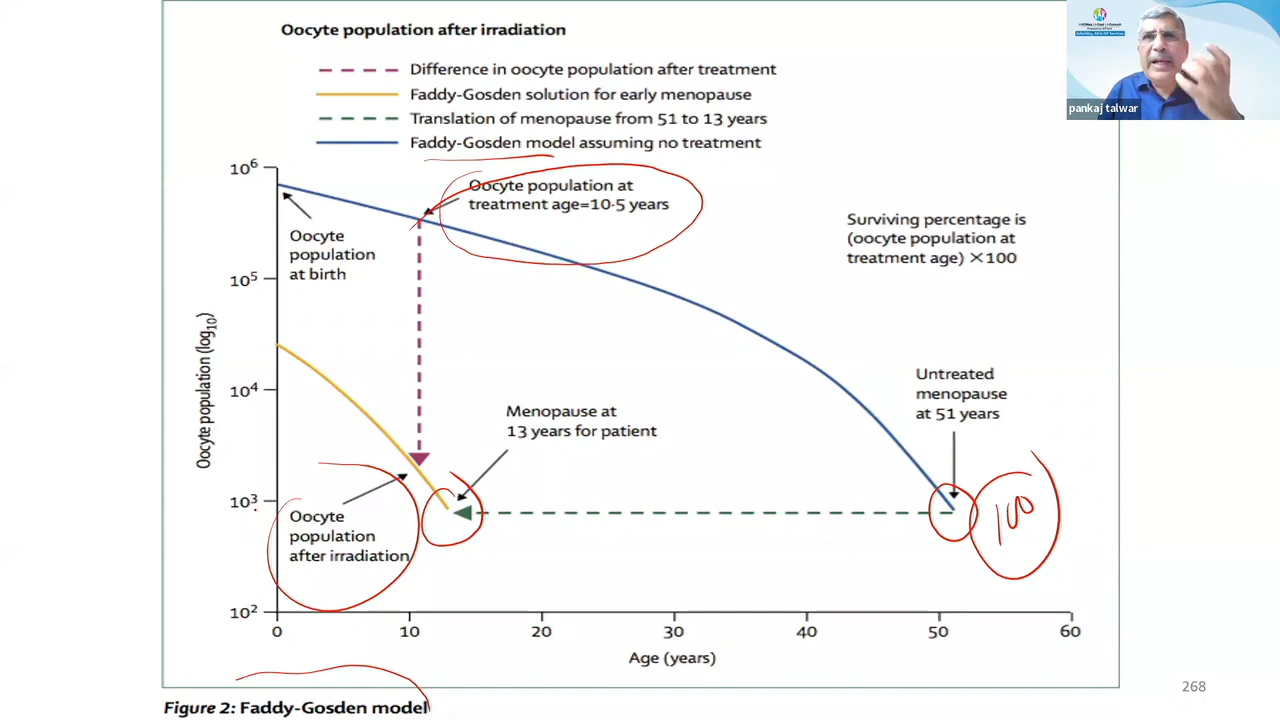 Oocyte population after irradiation
Difference in oocyte population after treatment
Faddy-Gosden solution for early menopause
Translation of menopause from 51 to 13 years
Faddy-Gosden model assuming no treatment
pankaj talwar
10⁶
Oocyte population at
treatment age=10·5 years
Oocyte
population
at birth
Surviving percentage is
(oocyte population at
treatment age) ×100
10⁵
Oocyte population (log₁₀)
10⁴
Untreated
menopause
at 51 years
Menopause at
13 years for patient
10³
100
Oocyte
population
after irradiation
10²
0 10 20 30 40 50 60
Age (years)
268
Figure 2: Faddy-Gosden model